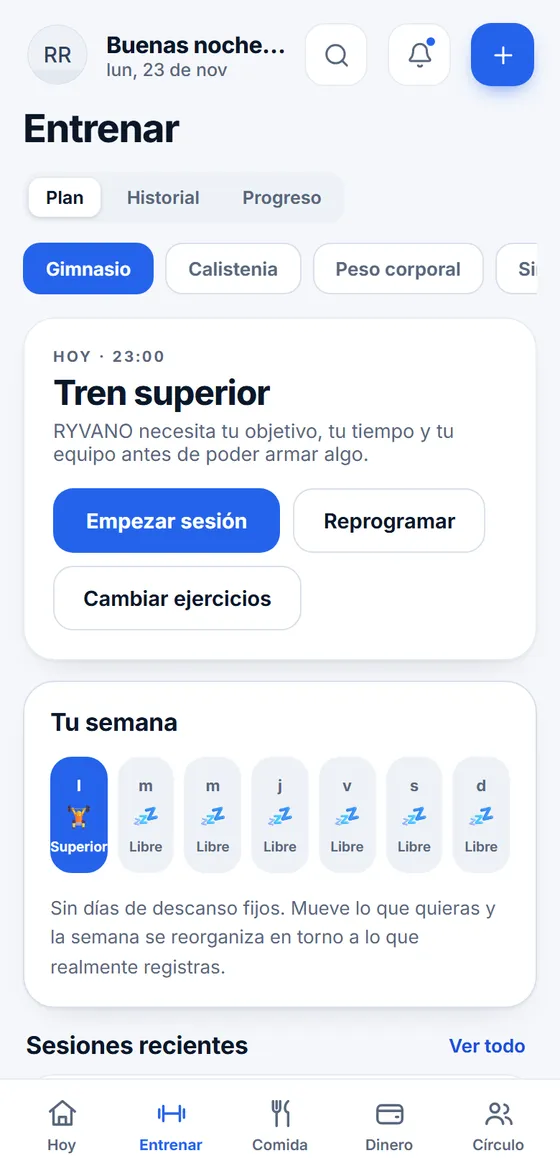 RR
Buenas noche...
lun, 23 de nov
Entrenar
Plan
Historial
Progreso
Gimnasio
Calistenia
Peso corporal
HOY · 23:00
Tren superior
RYVANO necesita tu objetivo, tu tiempo y tu
equipo antes de poder armar algo.
Empezar sesión
Reprogramar
Cambiar ejercicios
Tu semana
l
m
m
j
v
s
d
Superior
Libre
Libre
Libre
Libre
Libre
Libre
Sin días de descanso fijos. Mueve lo que quieras y
la semana se reorganiza en torno a lo que
realmente registras.
Sesiones recientes
Ver todo
Hoy
Entrenar
Comida
Dinero
Círculo